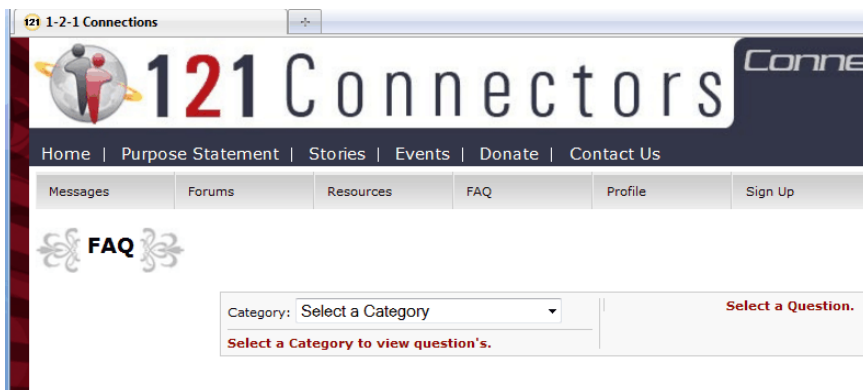 121 1-2-1 Connections
121 Connectors
Conne
Home | Purpose Statement | Stories | Events | Donate | Contact Us
Messages Forums Resources FAQ Profile Sign Up
FAQ
Category: Select a Category
Select a Question.
Select a Category to view question's.